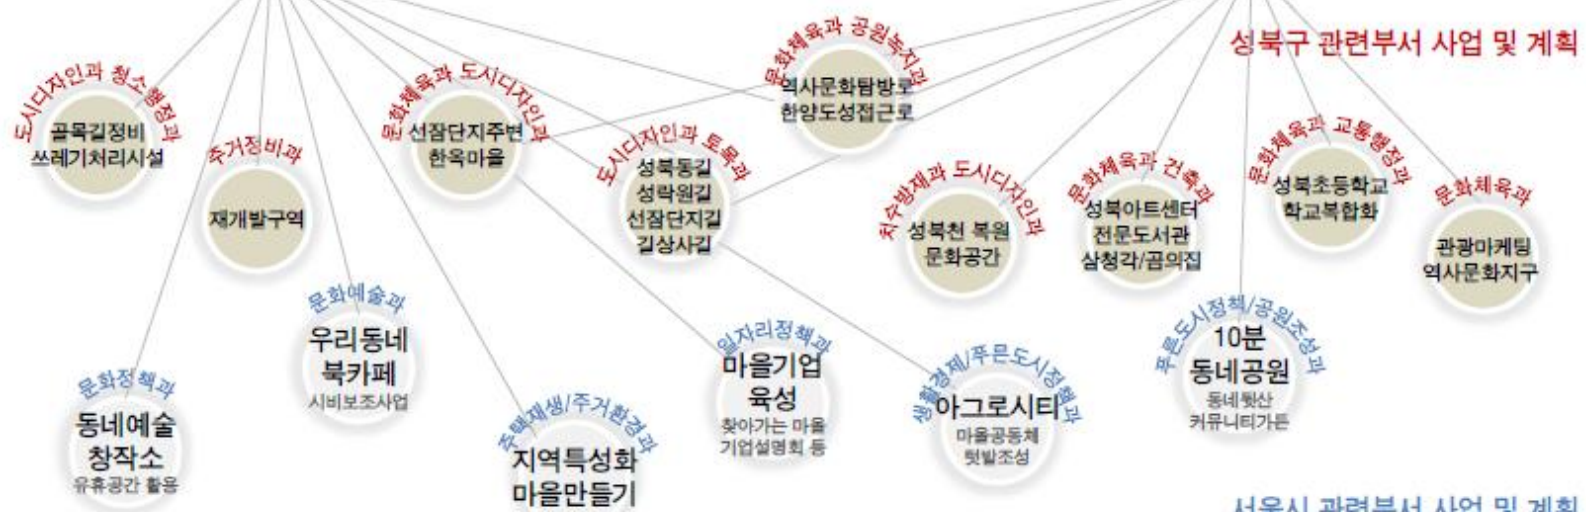 성북구 관련부서 사업 및 계획
도시디자인과 청소행정과
골목길정비
쓰레기처리시설
주거정비과
재개발구역
문화체육과 도시디자인과
선잠단지주변
한옥마을
도시디자인과 토목과
성북동길
성락원길
선잠단지길
길상사길
문화체육과 공원녹지과
역사문화탐방로
한양도성접근로
치수방재과 도시디자인과
성북천 복원
문화공간
문화체육과 건축과
성북아트센터
전문도서관
삼청각/곰의집
문화체육과 교통행정과
성북초등학교
학교복합화
문화체육과
관광마케팅
역사문화지구
문화정책과
동네예술
창작소
유휴공간 활용
문화예술과
우리동네
북카페
시비보조사업
주택재생/주거환경과
지역특성화
마을만들기
일자리정책과
마을기업
육성
찾아가는 마을
기업설명회 등
생활경제/푸른도시정책과
아그로시티
마을공동체
텃밭조성
푸른도시정책/공원조성과
10분
동네공원
동네뒷산
커뮤니티가든
서울시 관련부서 사업 및 계획